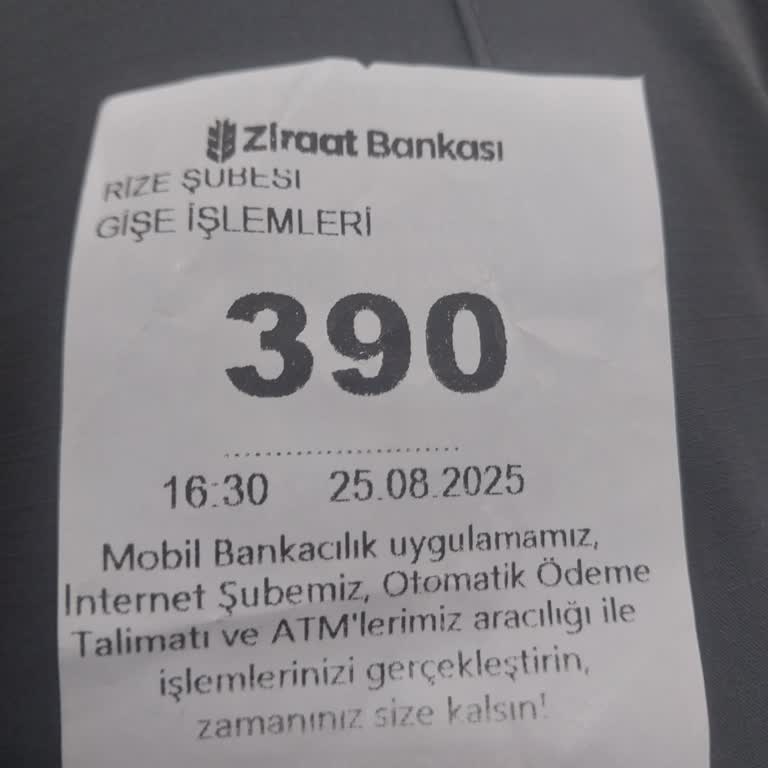 Ziraat Bankası
RİZE ŞUBESİ
GİŞE İŞLEMLERİ
390
16:30 25.08.2025
Mobil Bankacılık uygulamamız,
İnternet Şubemiz, Otomatik Ödeme
Talimatı ve ATM'lerimiz aracılığı ile
işlemlerinizi gerçekleştirin,
zamanınız size kalsın!